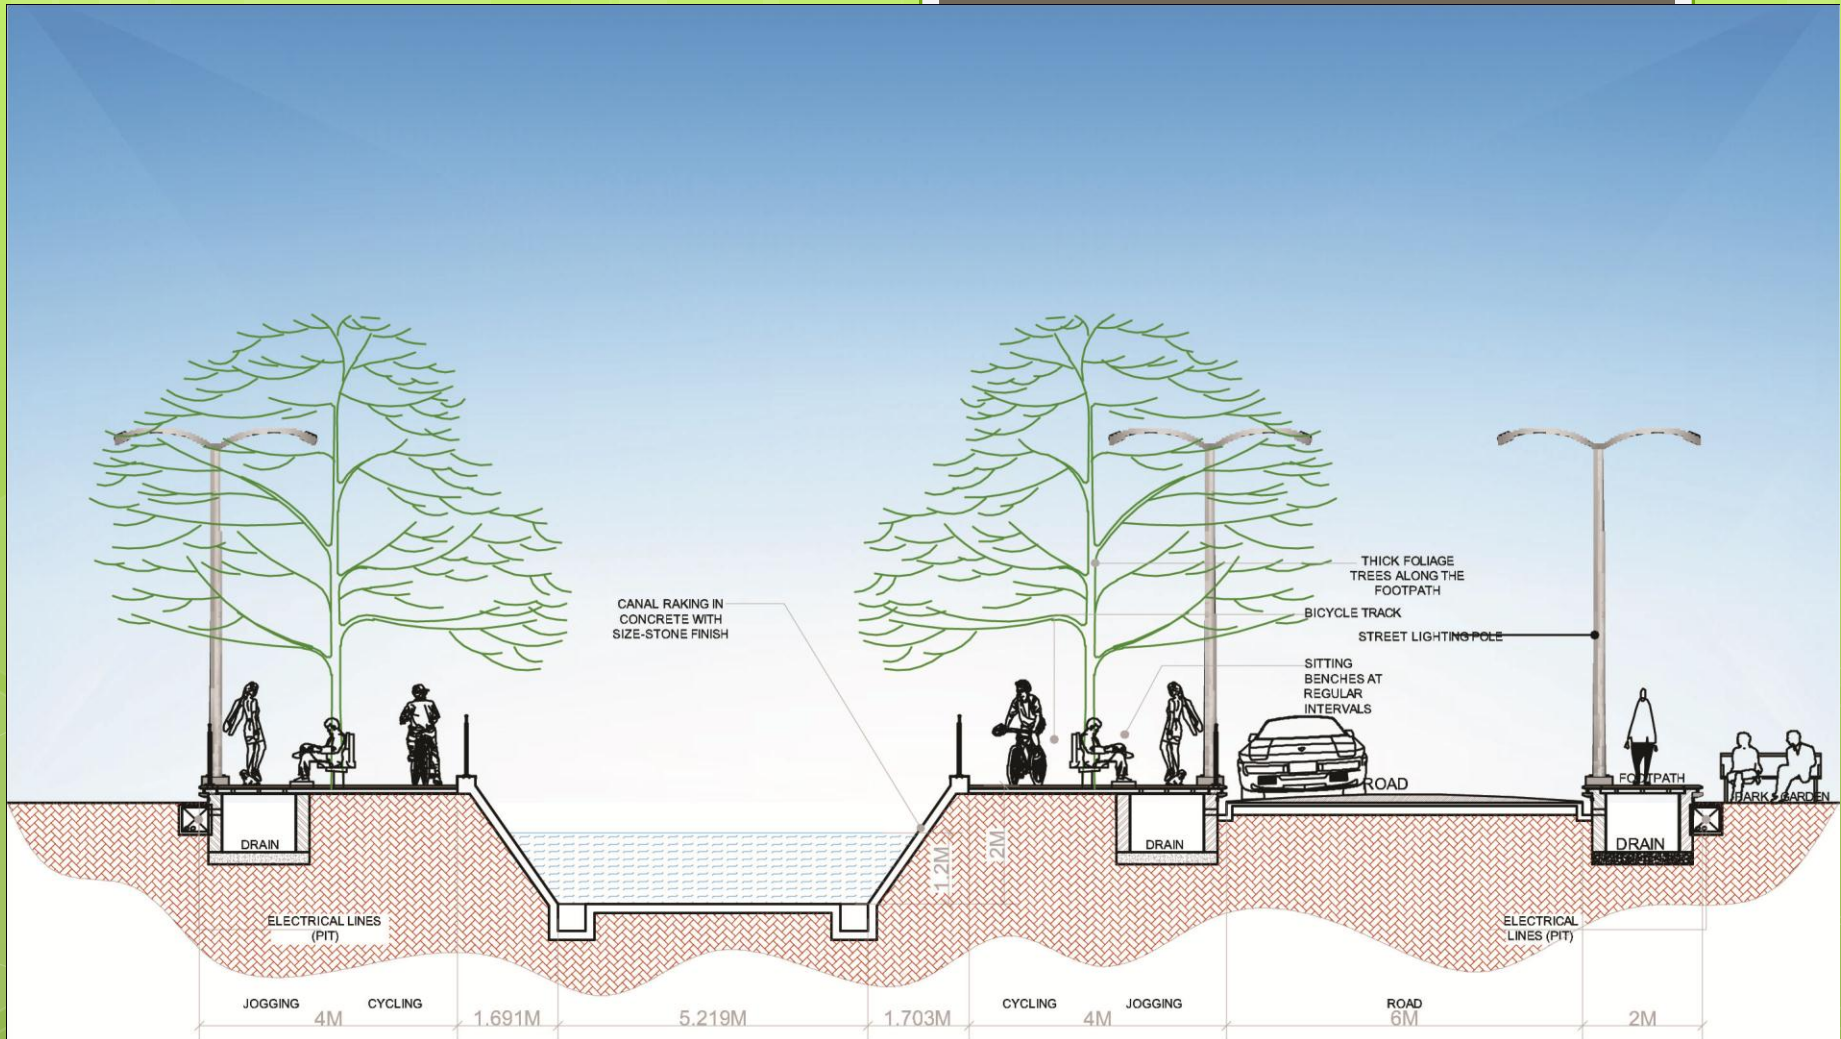 THICK FOLIAGE
TREES ALONG THE
FOOTPATH
CANAL RAKING IN
CONCRETE WITH
SIZE-STONE FINISH
BICYCLE TRACK
STREET LIGHTING POLE
SITTING
BENCHES AT
REGULAR
INTERVALS
ROAD
FOOTPATH
PARK & GARDEN
DRAIN
1.2M
2M
DRAIN
DRAIN
ELECTRICAL LINES
(PIT)
ELECTRICAL
LINES (PIT)
JOGGING
CYCLING
CYCLING
JOGGING
ROAD
4M
1.691M
5.219M
1.703M
4M
6M
2M